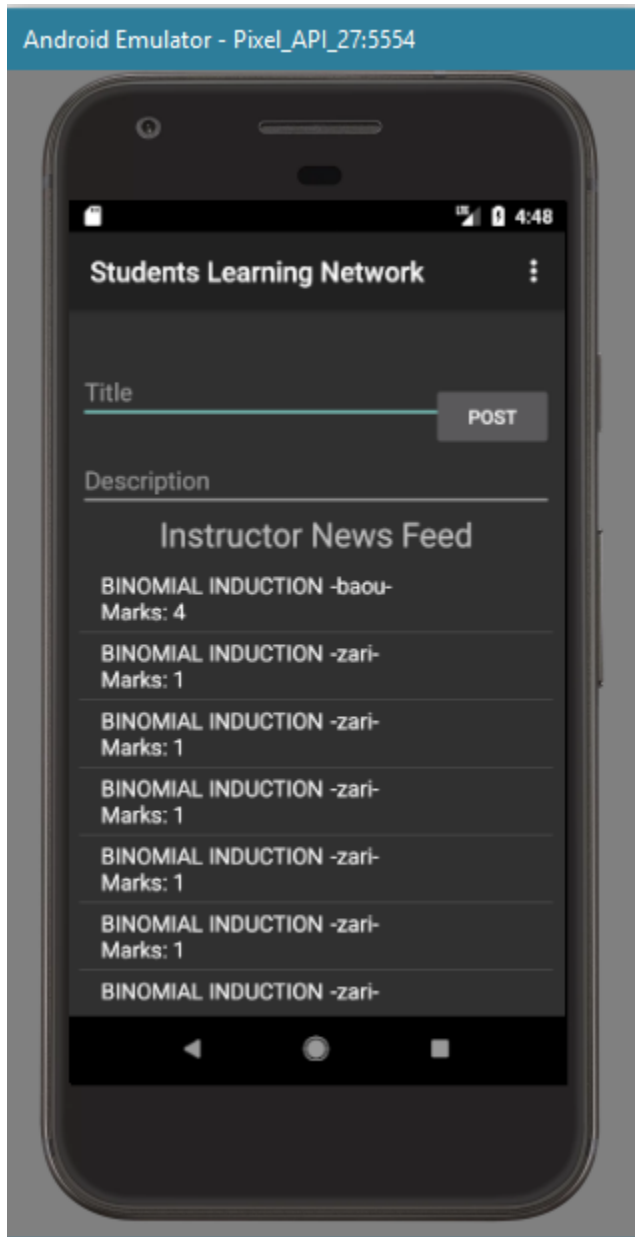 Android Emulator - Pixel_API_27:5554
LTE 4:48
Students Learning Network
Title
POST
Description
Instructor News Feed
BINOMIAL INDUCTION -baou-
Marks: 4
BINOMIAL INDUCTION -zari-
Marks: 1
BINOMIAL INDUCTION -zari-
Marks: 1
BINOMIAL INDUCTION -zari-
Marks: 1
BINOMIAL INDUCTION -zari-
Marks: 1
BINOMIAL INDUCTION -zari-
Marks: 1
BINOMIAL INDUCTION -zari-